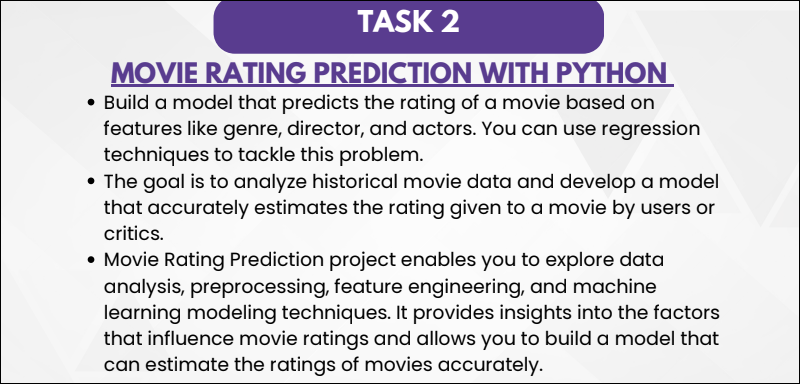 TASK 2
MOVIE RATING PREDICTION WITH PYTHON
• Build a model that predicts the rating of a movie based on
features like genre, director, and actors. You can use regression
techniques to tackle this problem.
• The goal is to analyze historical movie data and develop a model
that accurately estimates the rating given to a movie by users or
critics.
• Movie Rating Prediction project enables you to explore data
analysis, preprocessing, feature engineering, and machine
learning modeling techniques. It provides insights into the factors
that influence movie ratings and allows you to build a model that
can estimate the ratings of movies accurately.